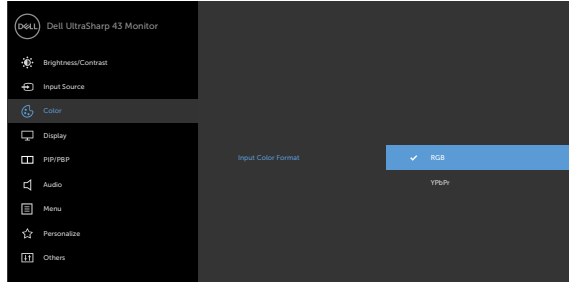 DELL Dell UltraSharp 43 Monitor
Brightness/Contrast
Input Source
Color
Display
PIP/PBP
Audio
Menu
Personalize
Others
Input Color Format
RGB
YPbPr